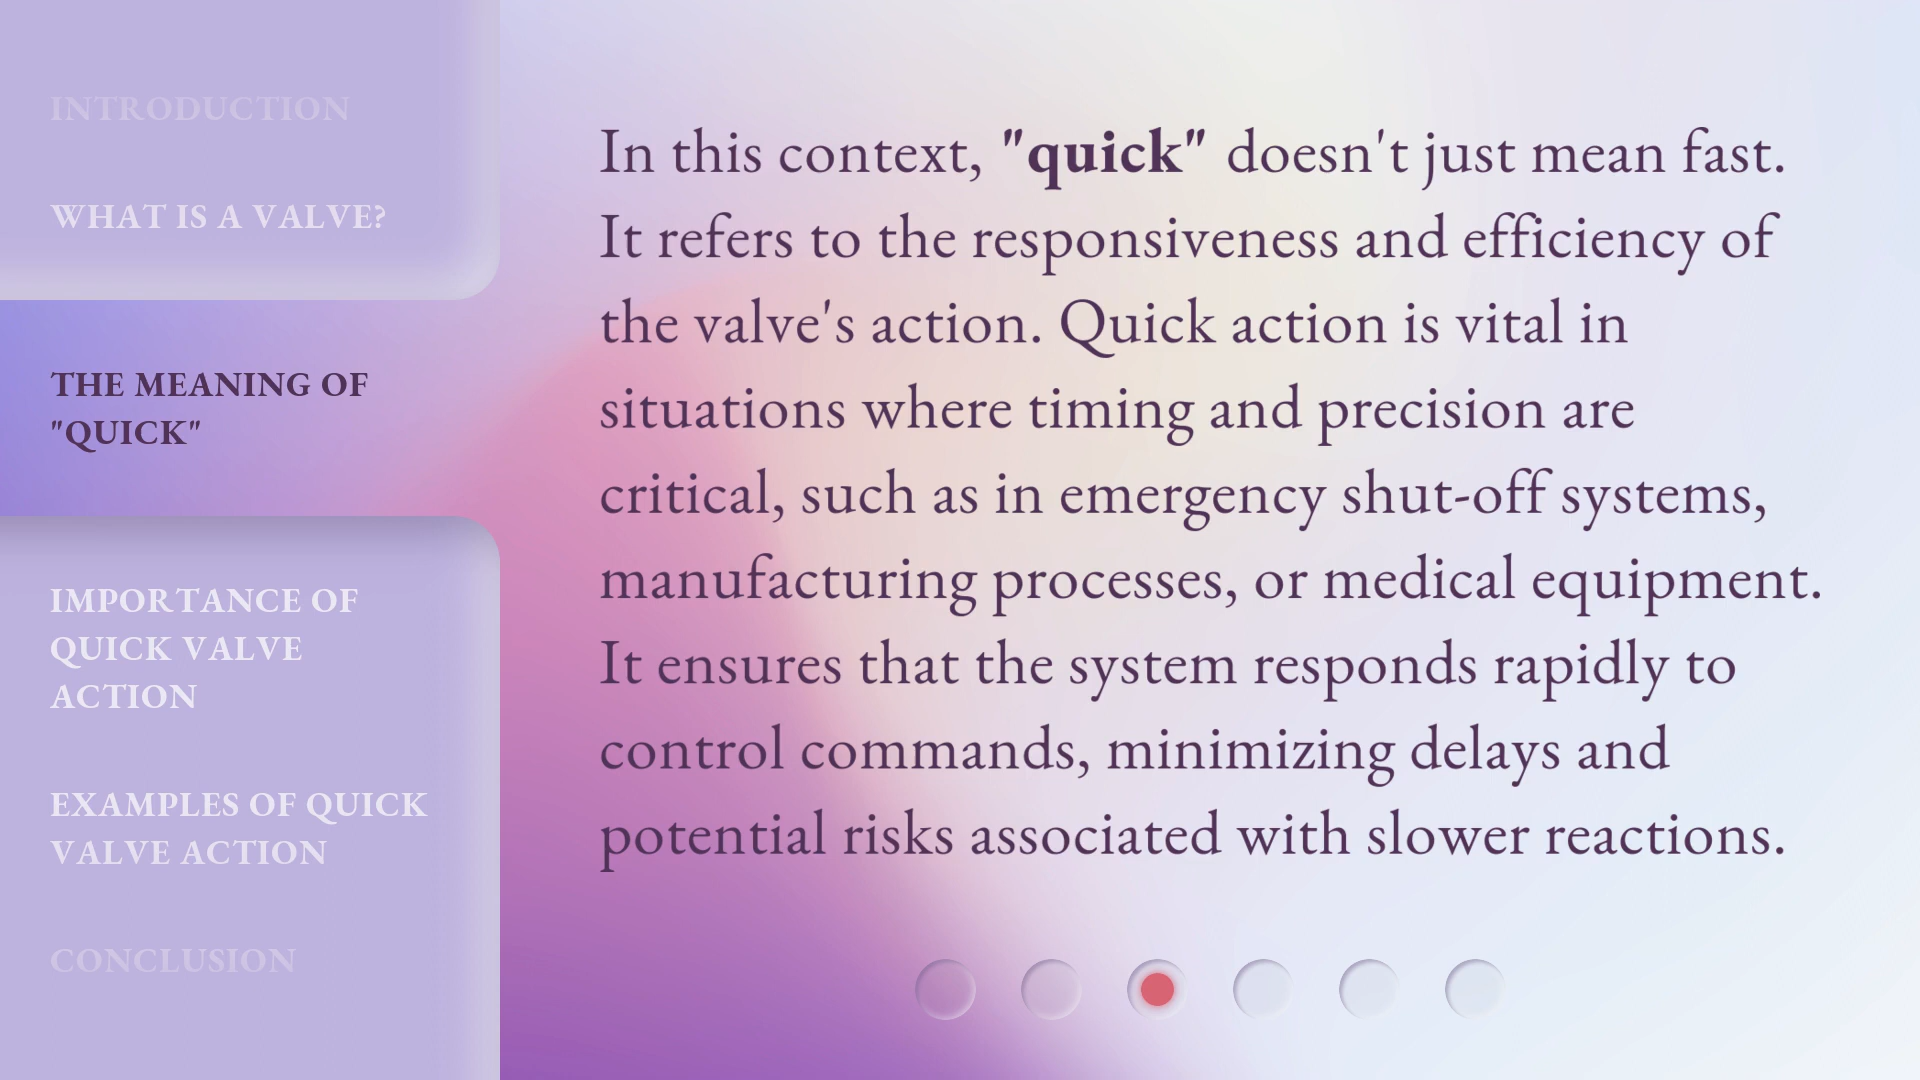 INTRODUCTION
WHAT IS A VALVE?
THE MEANING OF
"QUICK"
IMPORTANCE OF
QUICK VALVE
ACTION
EXAMPLES OF QUICK
VALVE ACTION
CONCLUSION
In this context, "quick" doesn't just mean fast.
It refers to the responsiveness and efficiency of
the valve's action. Quick action is vital in
situations where timing and precision are
critical, such as in emergency shut-off systems,
manufacturing processes, or medical equipment.
It ensures that the system responds rapidly to
control commands, minimizing delays and
potential risks associated with slower reactions.